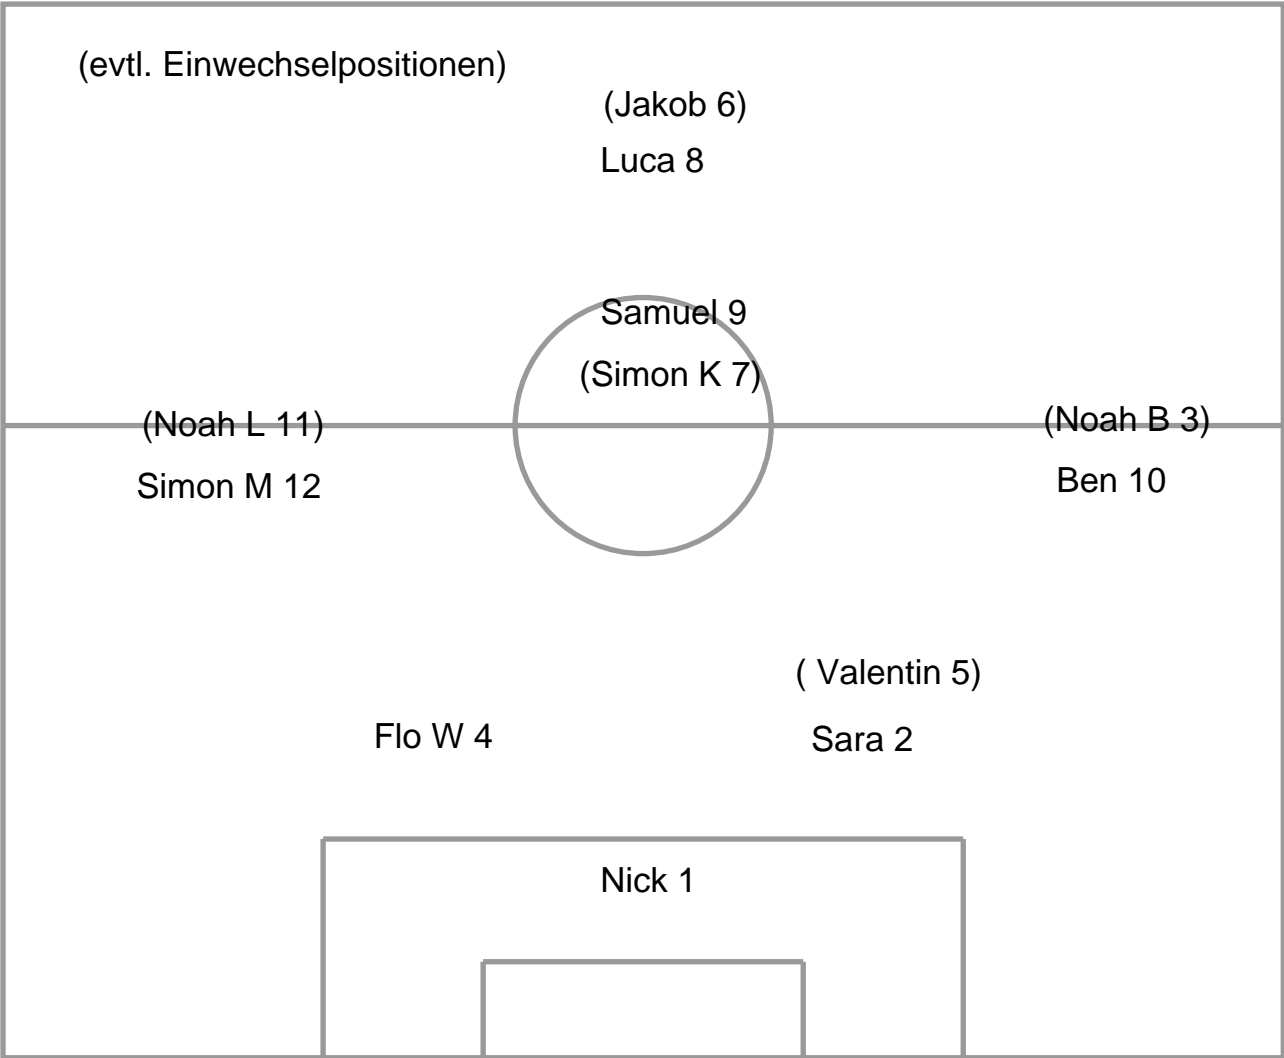 (evtl. Einwechselpositionen)
(Jakob 6)
Luca 8
Samuel 9
(Simon K 7)
(Noah L 11)
(Noah B 3)
Simon M 12
Ben 10
( Valentin 5)
Flo W 4
Sara 2
Nick 1